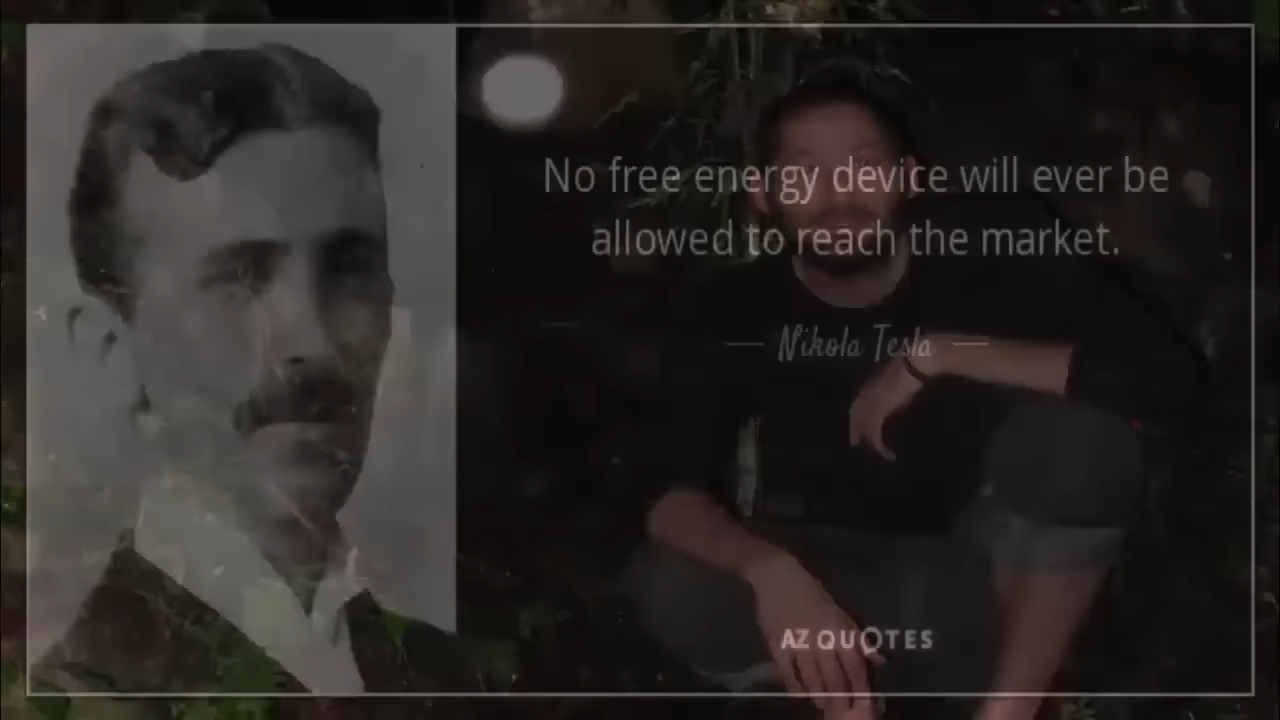 No free energy device will ever be
allowed to reach the market.
— Nikola Tesla —
AZ QUOTES